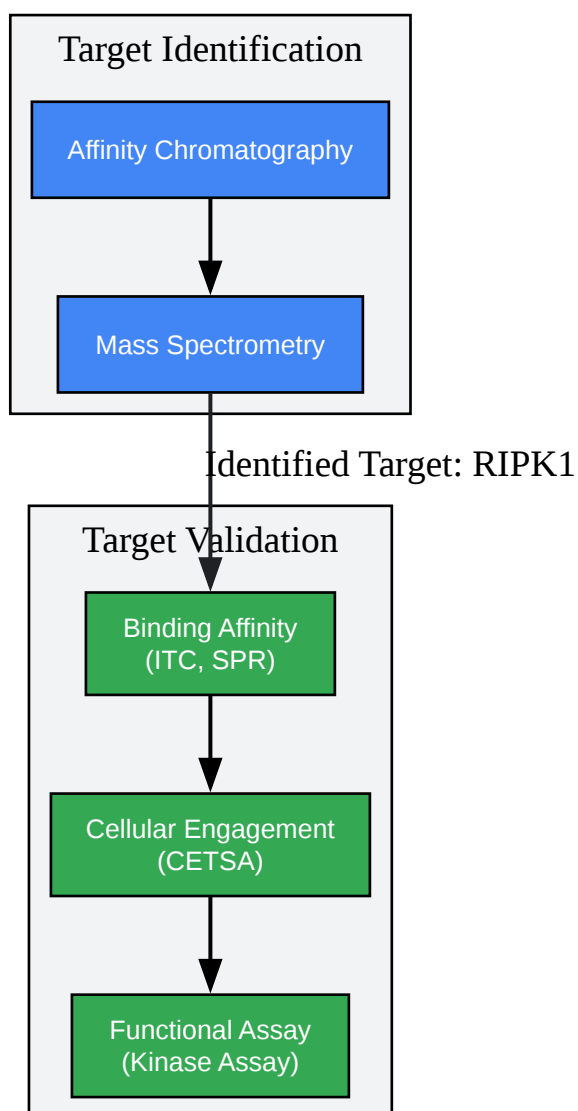 Target Identification
Affinity Chromatography
Mass Spectrometry
Identified Target: RIPK1
Target Validation
Binding Affinity
(ITC, SPR)
Cellular Engagement
(CETSA)
Functional Assay
(Kinase Assay)